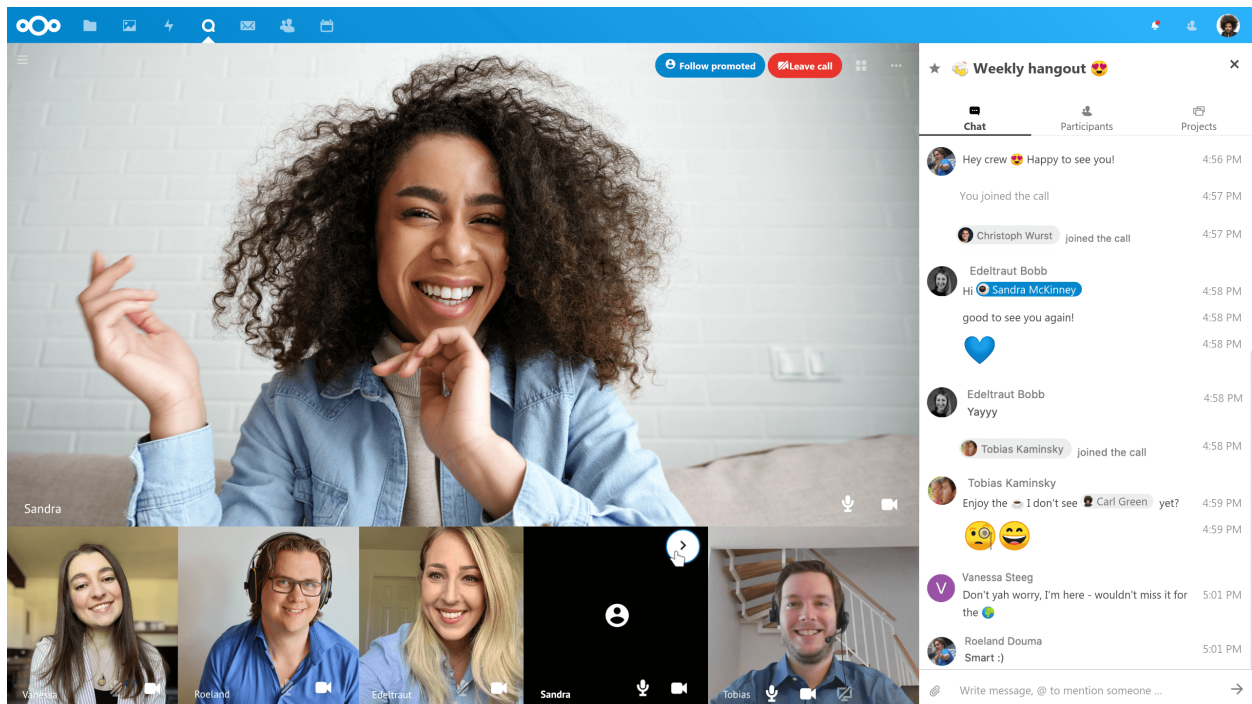 Follow promoted
Leave call
Sandra
Vanessa
Roeland
Edeltraut
Sandra
Tobias
Weekly hangout
Chat
Participants
Projects
Hey crew 😍 Happy to see you! 4:56 PM
You joined the call 4:57 PM
Christoph Wurst joined the call 4:57 PM
Edeltraut Bobb
Hi Sandra McKinney 4:58 PM
good to see you again! 4:58 PM
4:58 PM
Edeltraut Bobb 4:58 PM
Yayyy
Tobias Kaminsky joined the call 4:58 PM
Tobias Kaminsky
Enjoy the ☕ I don't see Carl Green yet? 4:59 PM
4:59 PM
V
Vanessa Steeg
Don't yah worry, I'm here - wouldn't miss it for 5:01 PM
the 🌍
Roeland Douma
Smart :) 5:01 PM
Write message, @ to mention someone ...